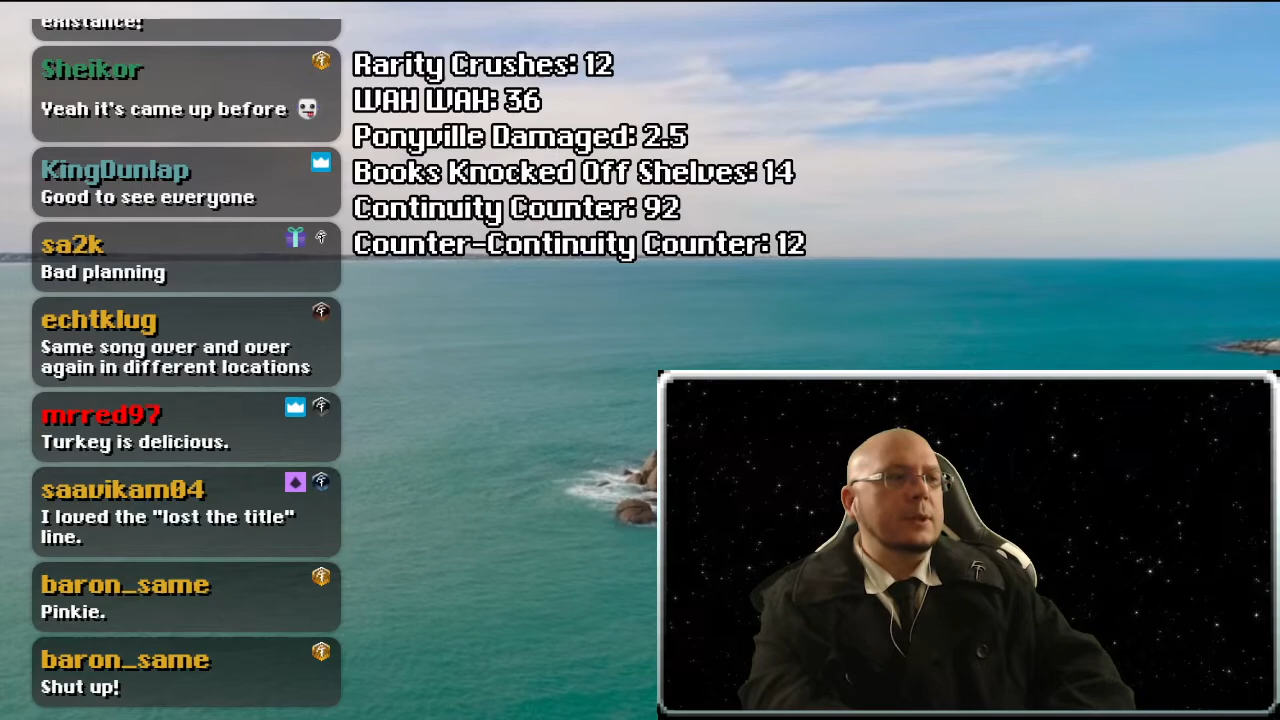 existance;
Sheikor
Yeah it's came up before
KingDunlap
Good to see everyone
sa2k
Bad planning
echtklug
Same song over and over
again in different locations
mrred97
Turkey is delicious.
saavikam04
I loved the "lost the title"
line.
baron_same
Pinkie.
baron_same
Shut up!
Rarity Crushes: 12
WAH WAH: 36
Ponyville Damaged: 2.5
Books Knocked Off Shelves: 14
Continuity Counter: 92
Counter-Continuity Counter: 12